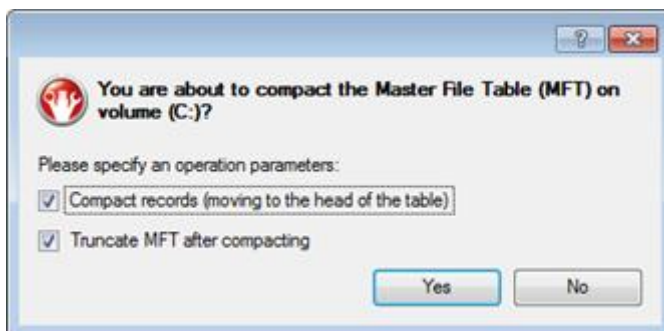 You are about to compact the Master File Table (MFT) on
volume (C:)?
Please specify an operation parameters:
Compact records (moving to the head of the table)
Truncate MFT after compacting
Yes
No